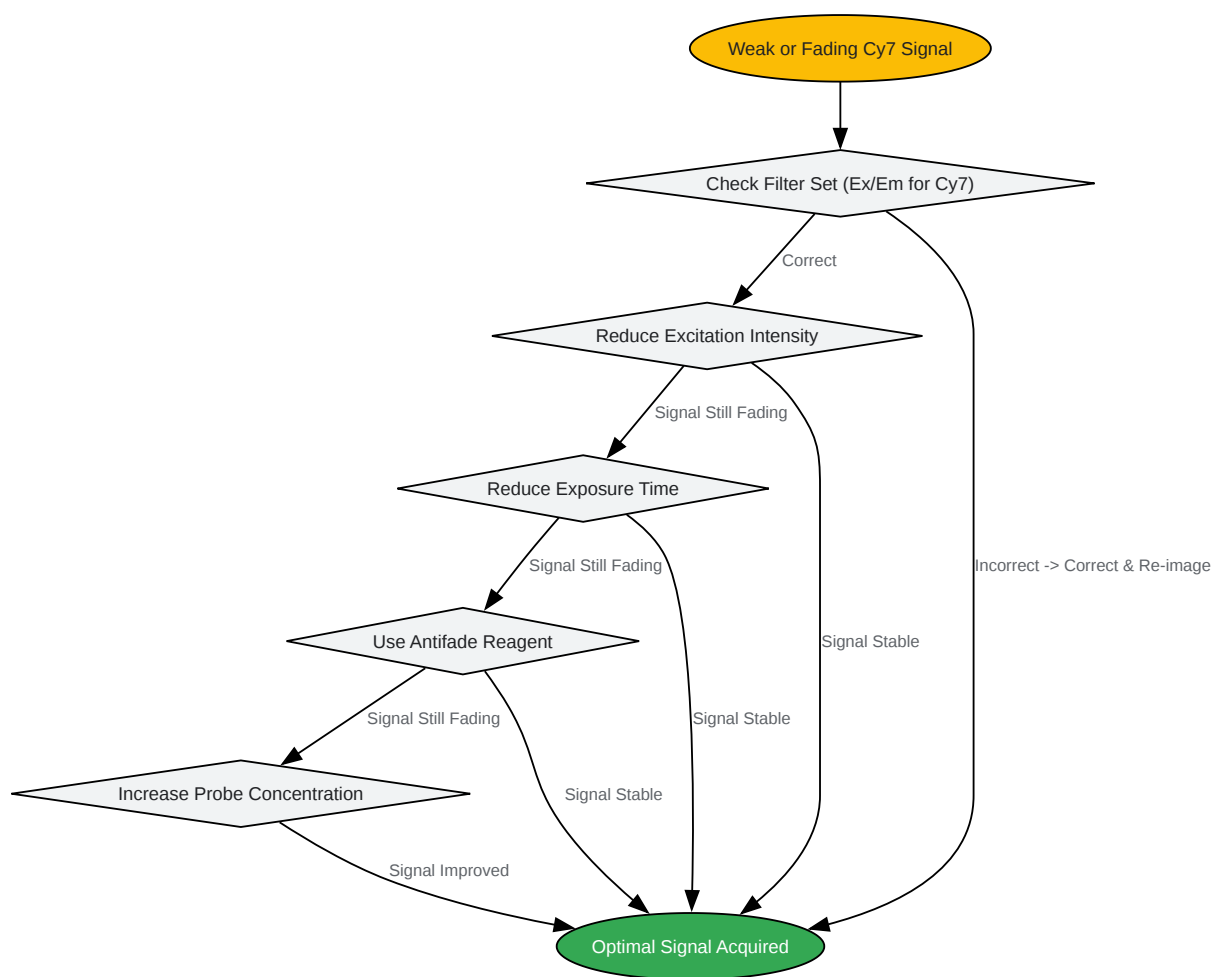 Weak or Fading Cy7 Signal
Check Filter Set (Ex/Em for Cy7)
Correct
Reduce Excitation Intensity
Signal Still Fading
Reduce Exposure Time
Signal Still Fading
Incorrect -> Correct & Re-image
Use Antifade Reagent
Signal Stable
Signal Still Fading
Signal Stable
Increase Probe Concentration
Signal Stable
Signal Improved
Optimal Signal Acquired